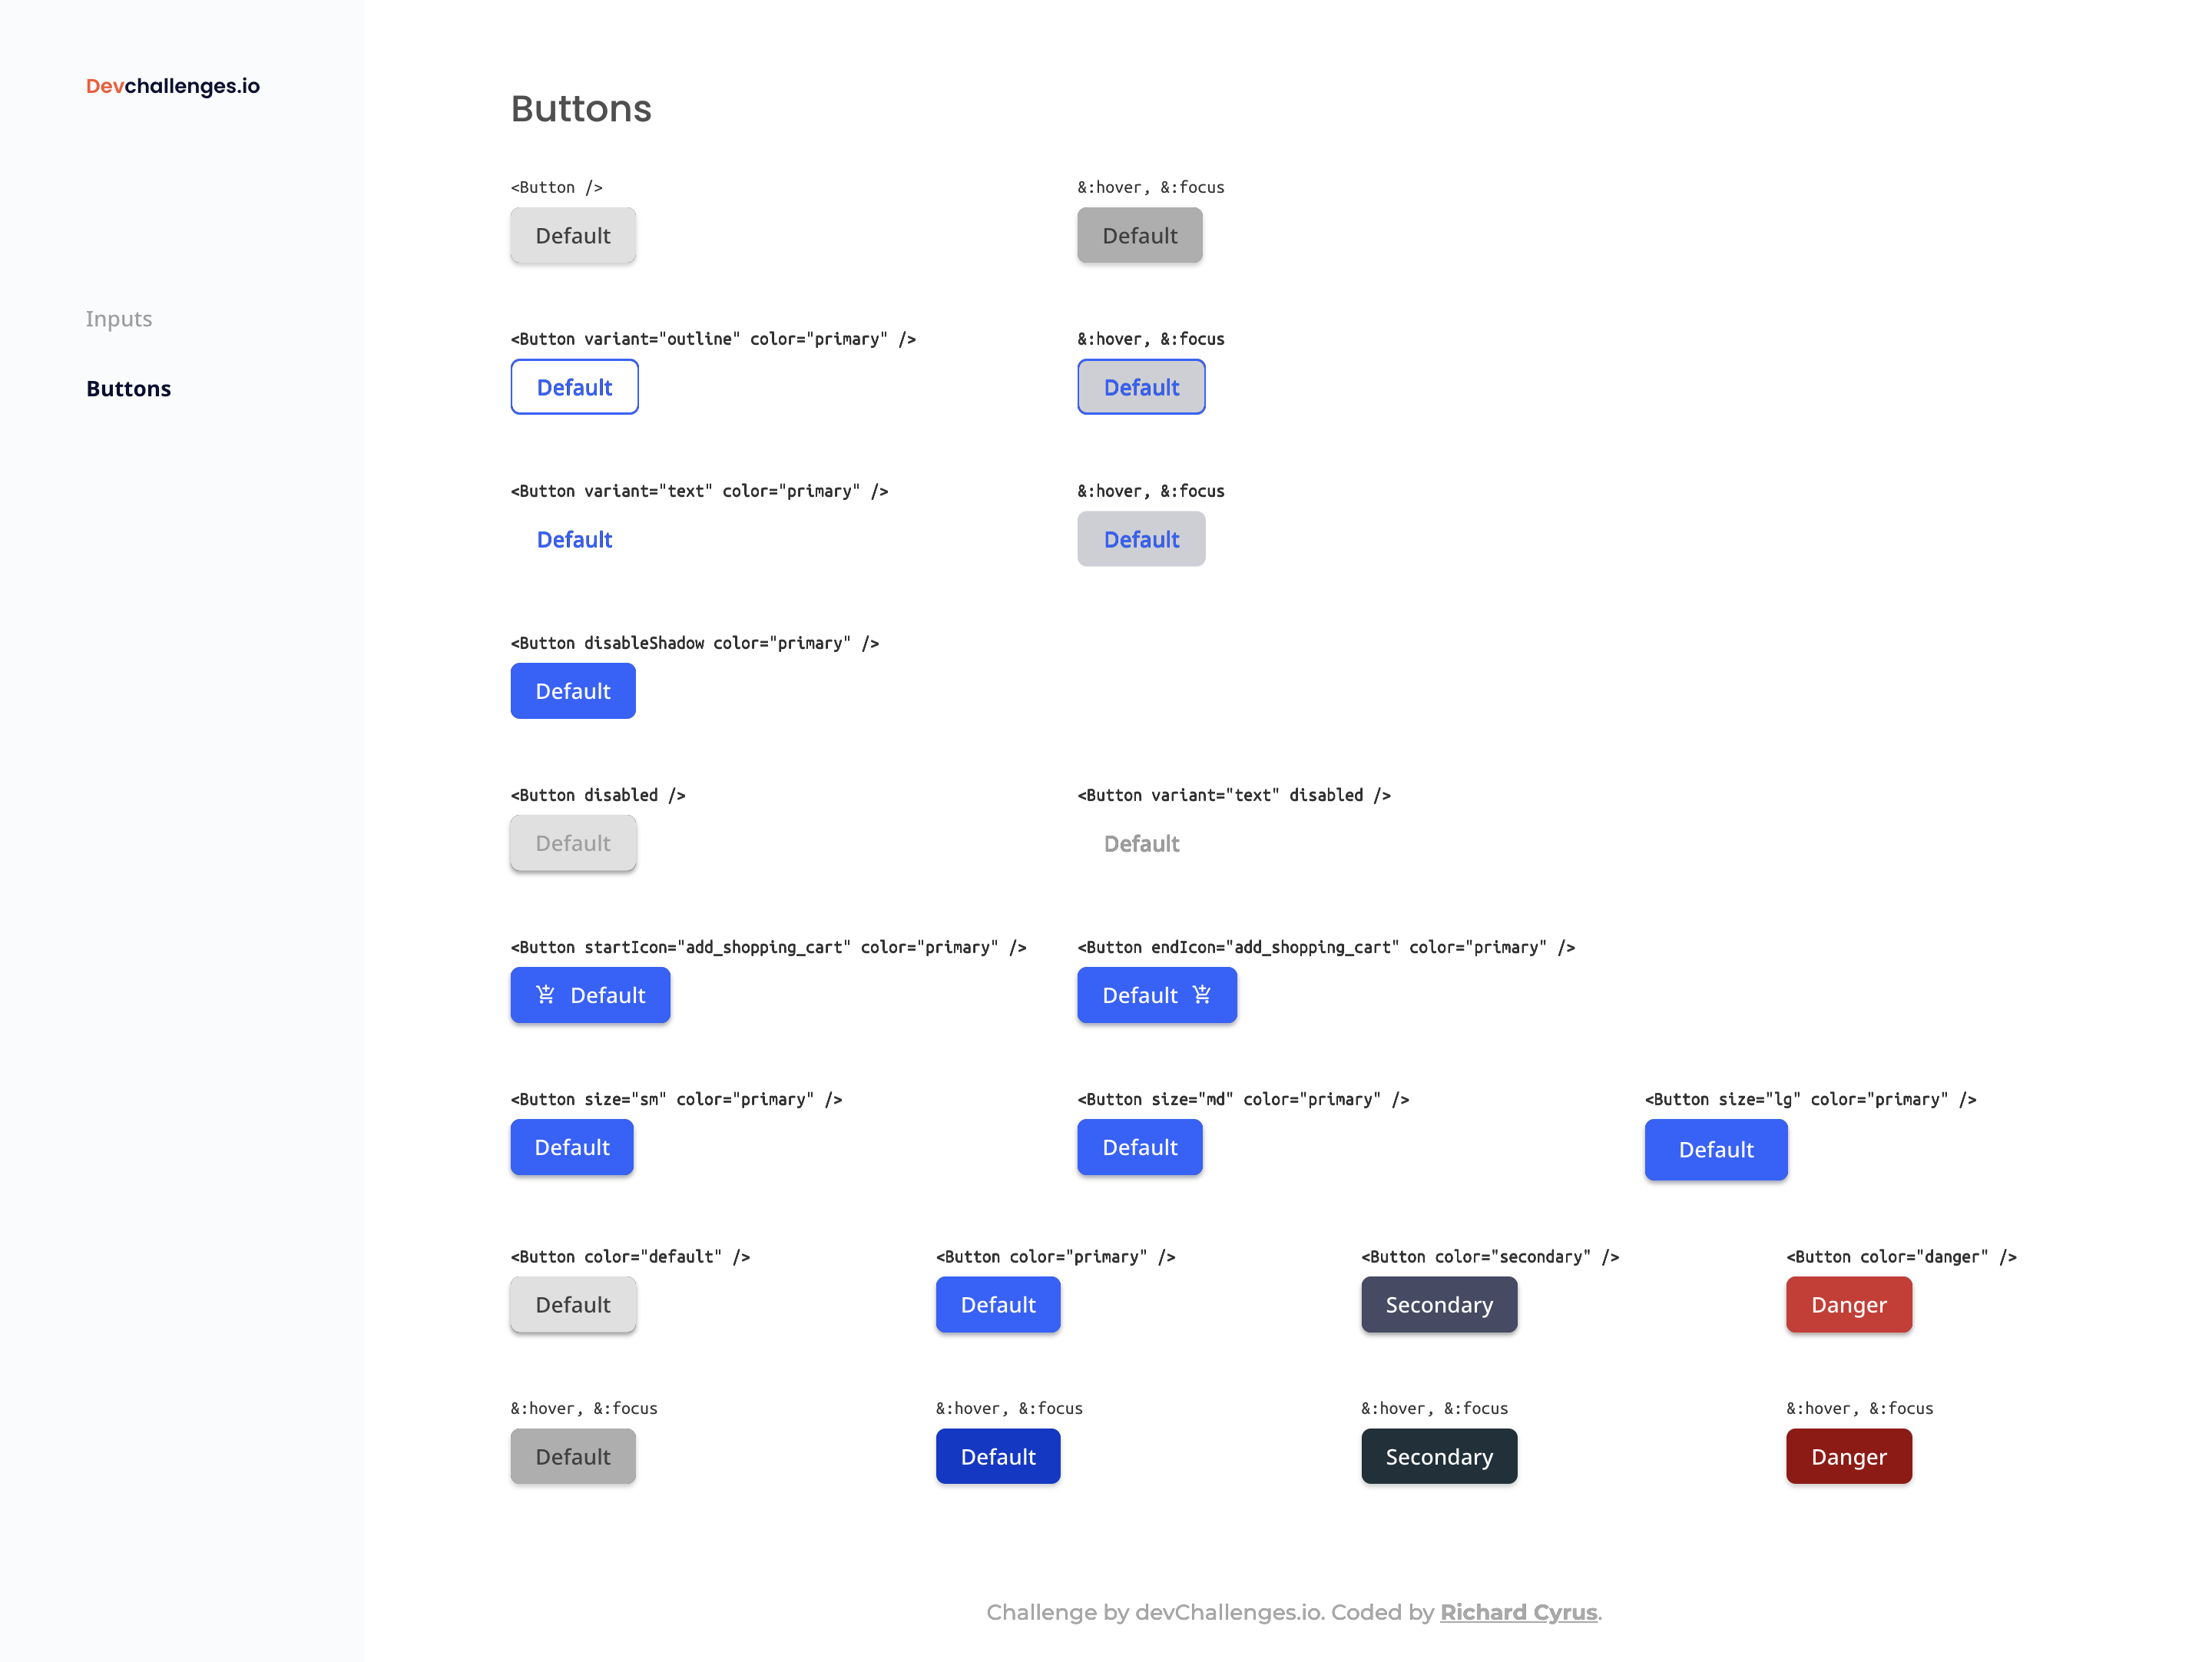 Devchallenges.io
Inputs
Buttons
Buttons
<Button />
&:hover, &:focus
Default
Default
<Button variant="outline" color="primary" />
&:hover, &:focus
Default
Default
<Button variant="text" color="primary" />
&:hover, &:focus
Default
Default
<Button disableShadow color="primary" />
Default
<Button disabled />
<Button variant="text" disabled />
Default
Default
<Button startIcon="add_shopping_cart" color="primary" />
<Button endIcon="add_shopping_cart" color="primary" />
Default
Default
<Button size="sm" color="primary" />
<Button size="md" color="primary" />
<Button size="lg" color="primary" />
Default
Default
Default
<Button color="default" />
<Button color="primary" />
<Button color="secondary" />
<Button color="danger" />
Default
Default
Secondary
Danger
&:hover, &:focus
&:hover, &:focus
&:hover, &:focus
&:hover, &:focus
Default
Default
Secondary
Danger
Challenge by devChallenges.io. Coded by Richard Cyrus.